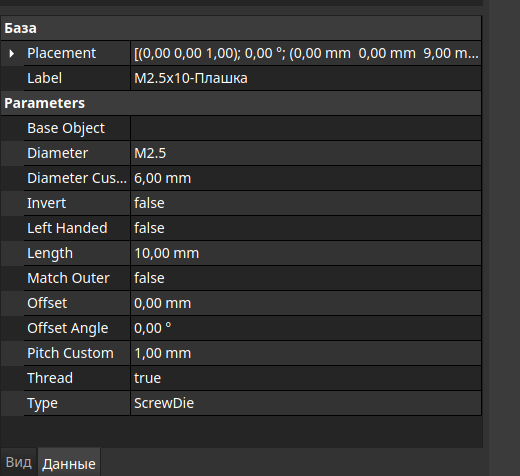 База
Placement [(0,00 0,00 1,00); 0,00 °; (0,00 mm 0,00 mm 9,00 m...
Label M2.5x10-Плашка
Parameters
Base Object
Diameter M2.5
Diameter Cus... 6,00 mm
Invert false
Left Handed false
Length 10,00 mm
Match Outer false
Offset 0,00 mm
Offset Angle 0,00 °
Pitch Custom 1,00 mm
Thread true
Type ScrewDie
Вид Данные